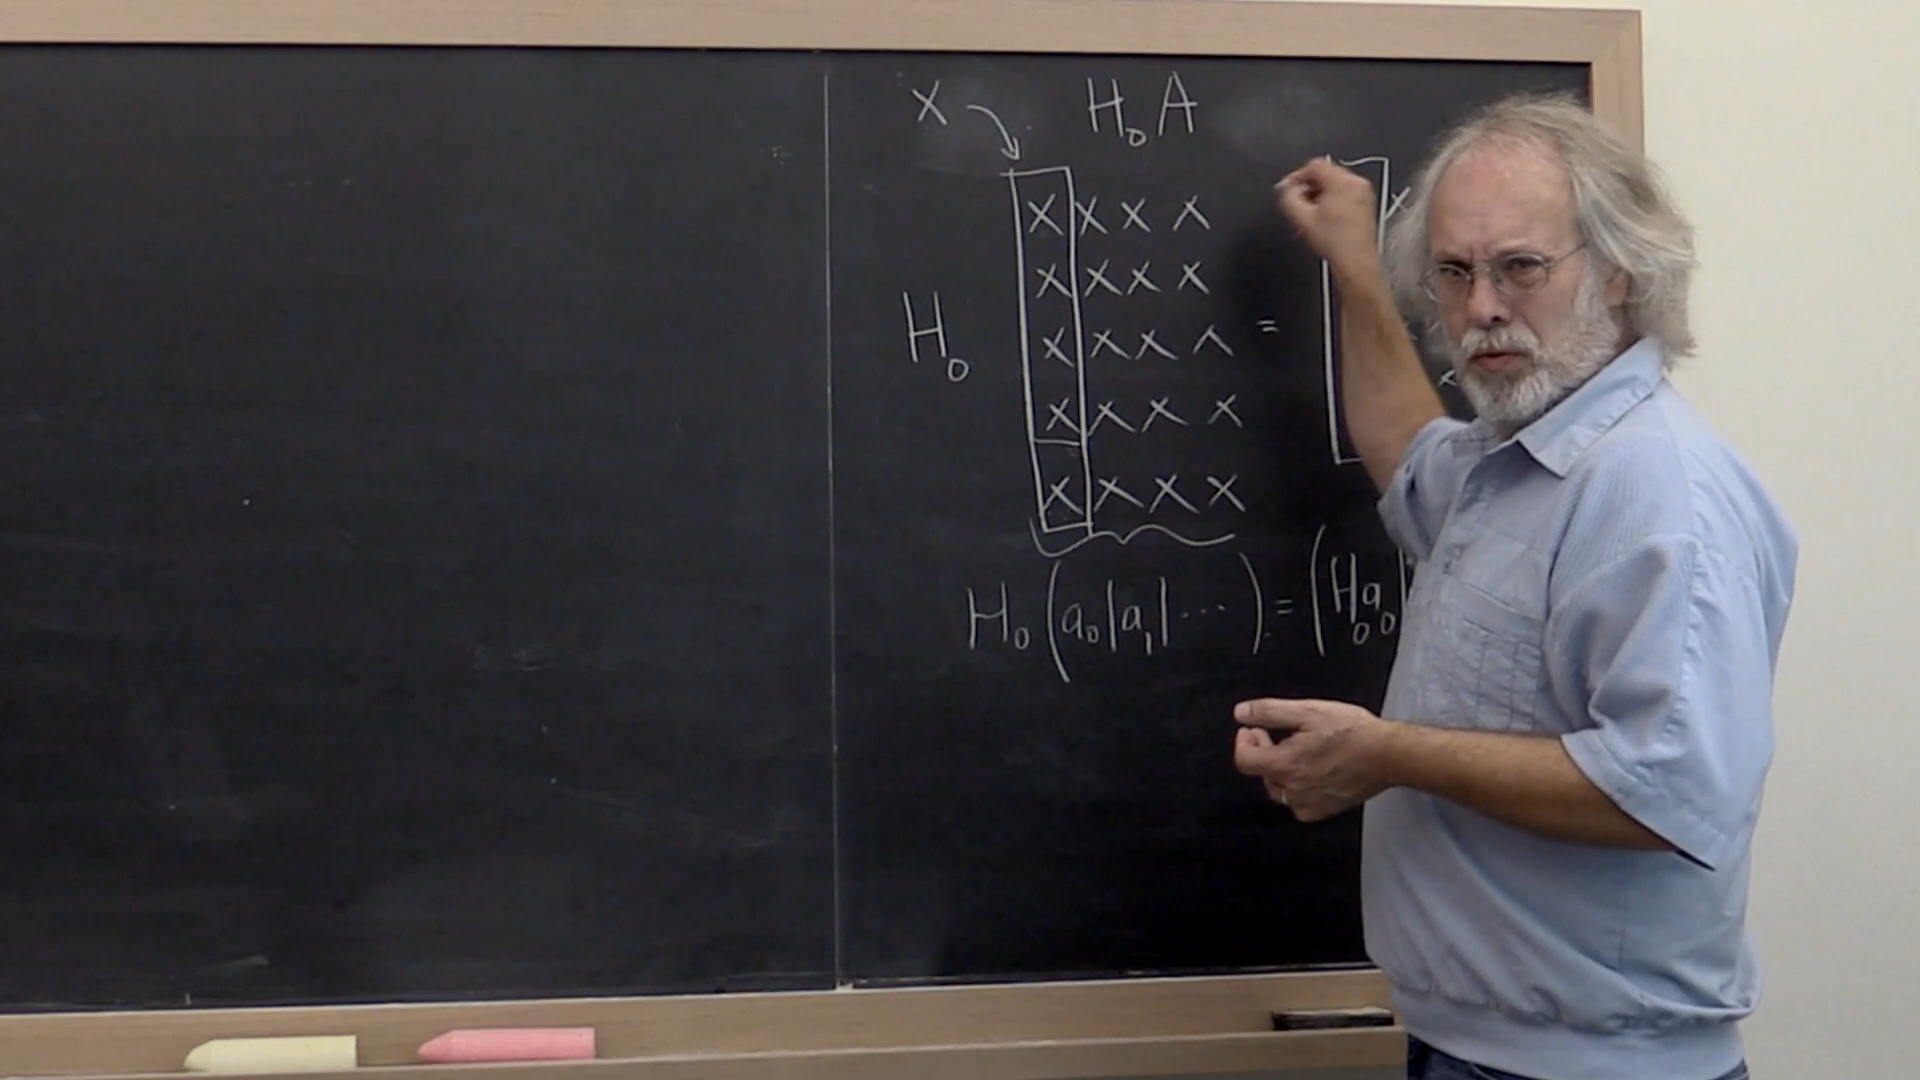 x H₀A
x x x x
x x x x
H₀ x x x x =
x x x x x
x x x x
H₀(a₀|a₁|⋯) = (H₀a₀|